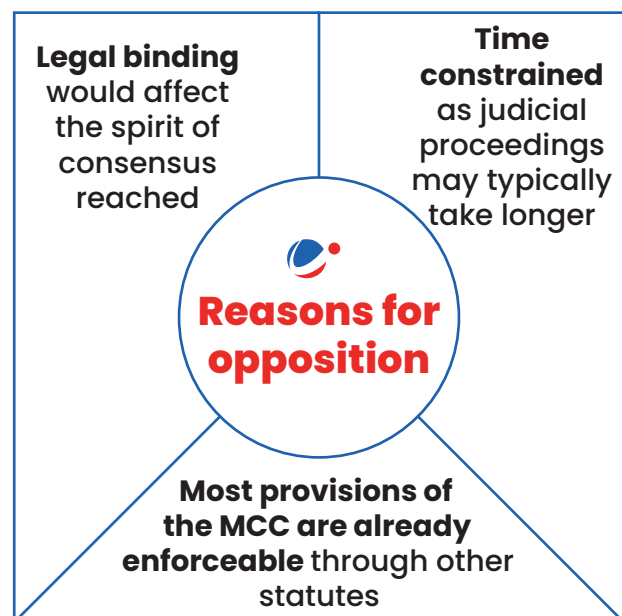 Legal binding
would affect
the spirit of
consensus
reached
Time
constrained
as judicial
proceedings
may typically
take longer
Reasons for
opposition
Most provisions of
the MCC are already
enforceable through other
statutes